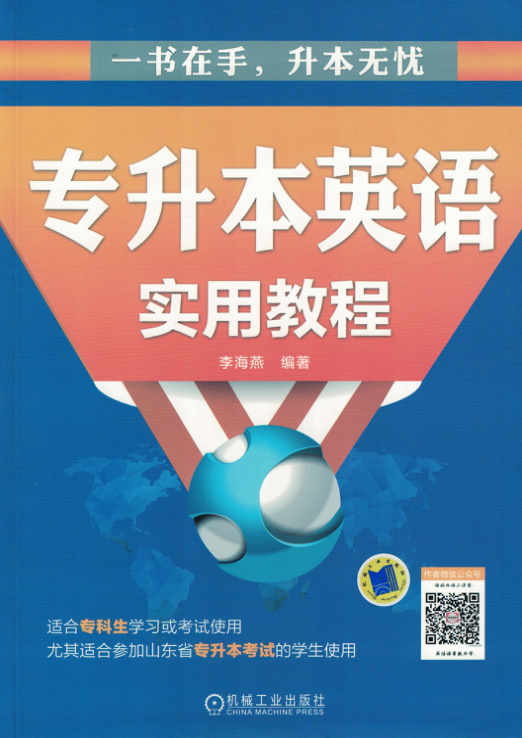 一书在手，升本无忧
专升本英语
实用教程
李海燕 编著
作者微信公众号
适合专科生学习或考试使用
尤其适合参加山东省专升本考试的学生使用
机械工业出版社
CHINA MACHINE PRESS